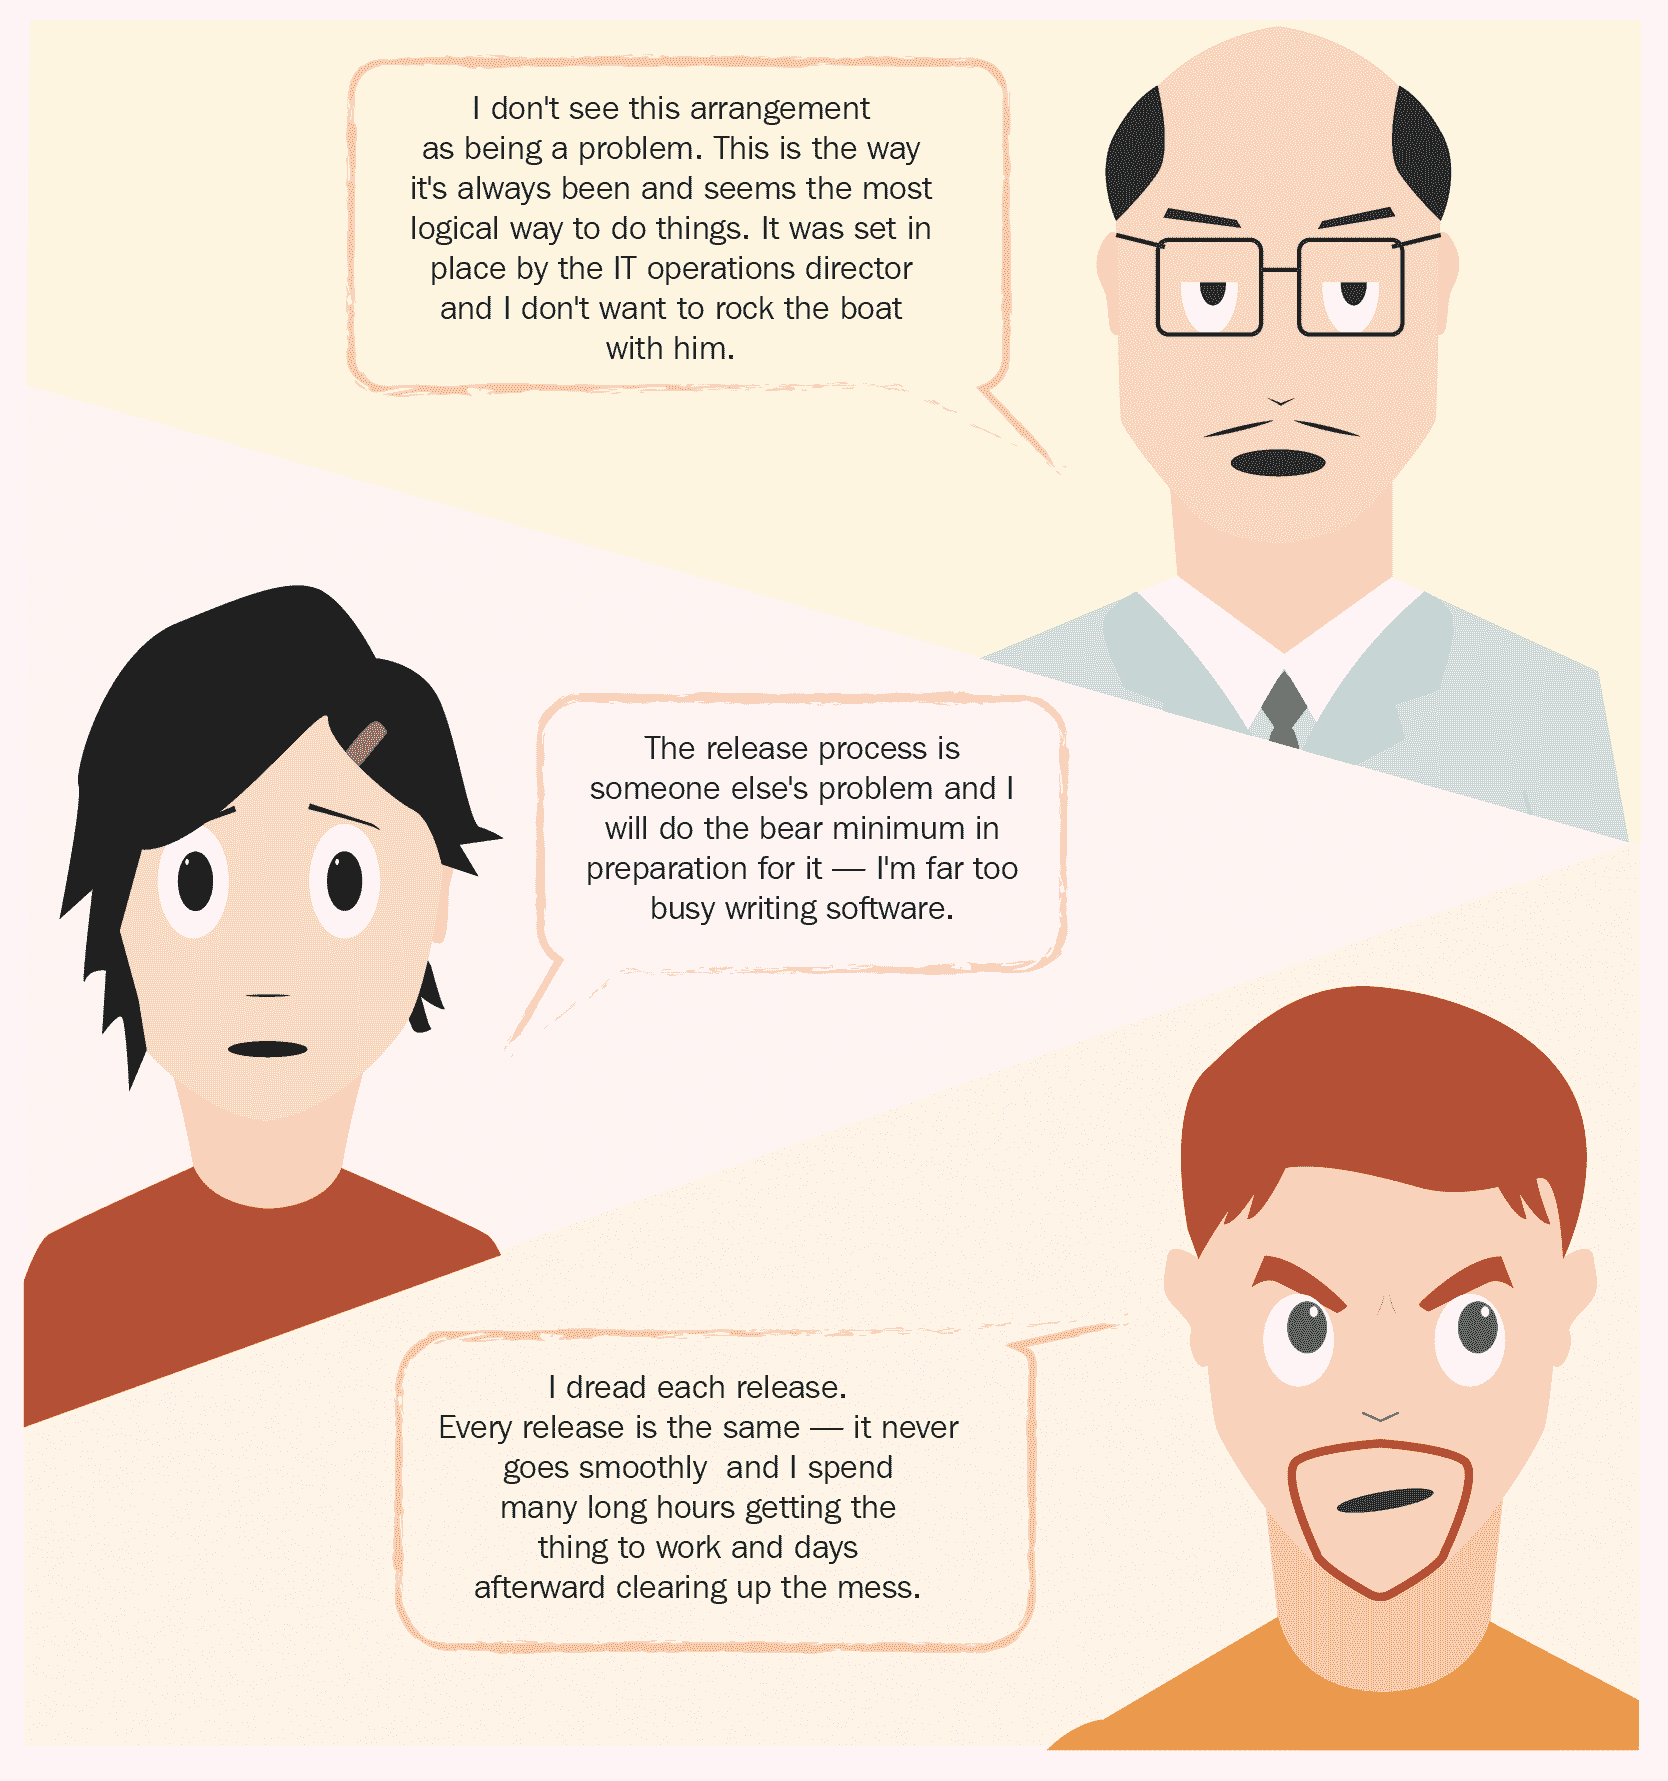 I don't see this arrangement
as being a problem. This is the way
it's always been and seems the most
logical way to do things. It was set in
place by the IT operations director
and I don't want to rock the boat
with him.
The release process is
someone else's problem and I
will do the bear minimum in
preparation for it — I'm far too
busy writing software.
I dread each release.
Every release is the same — it never
goes smoothly  and I spend
many long hours getting the
thing to work and days
afterward clearing up the mess.